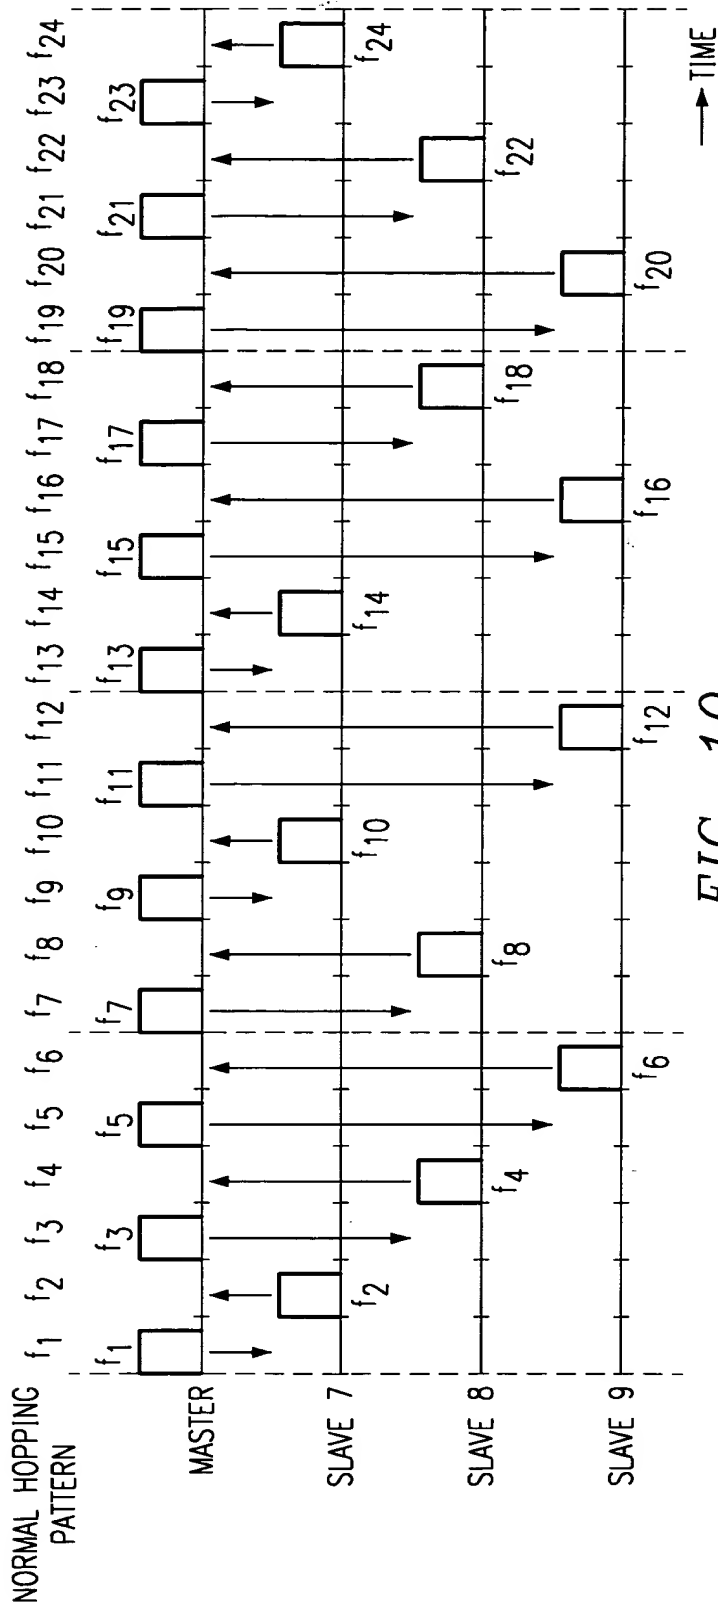 NORMAL HOPPING
PATTERN
f1 f2 f3 f4 f5 f6 f7 f8 f9 f10 f11 f12 f13 f14 f15 f16 f17 f18 f19 f20 f21 f22 f23 f24
f1 f3 f5 f7 f9 f11 f13 f15 f17 f19 f21 f23
MASTER
SLAVE 7
f2 f10 f14 f24
SLAVE 8
f4 f8 f18 f22
SLAVE 9
f6 f12 f16 f20
TIME
FIG.